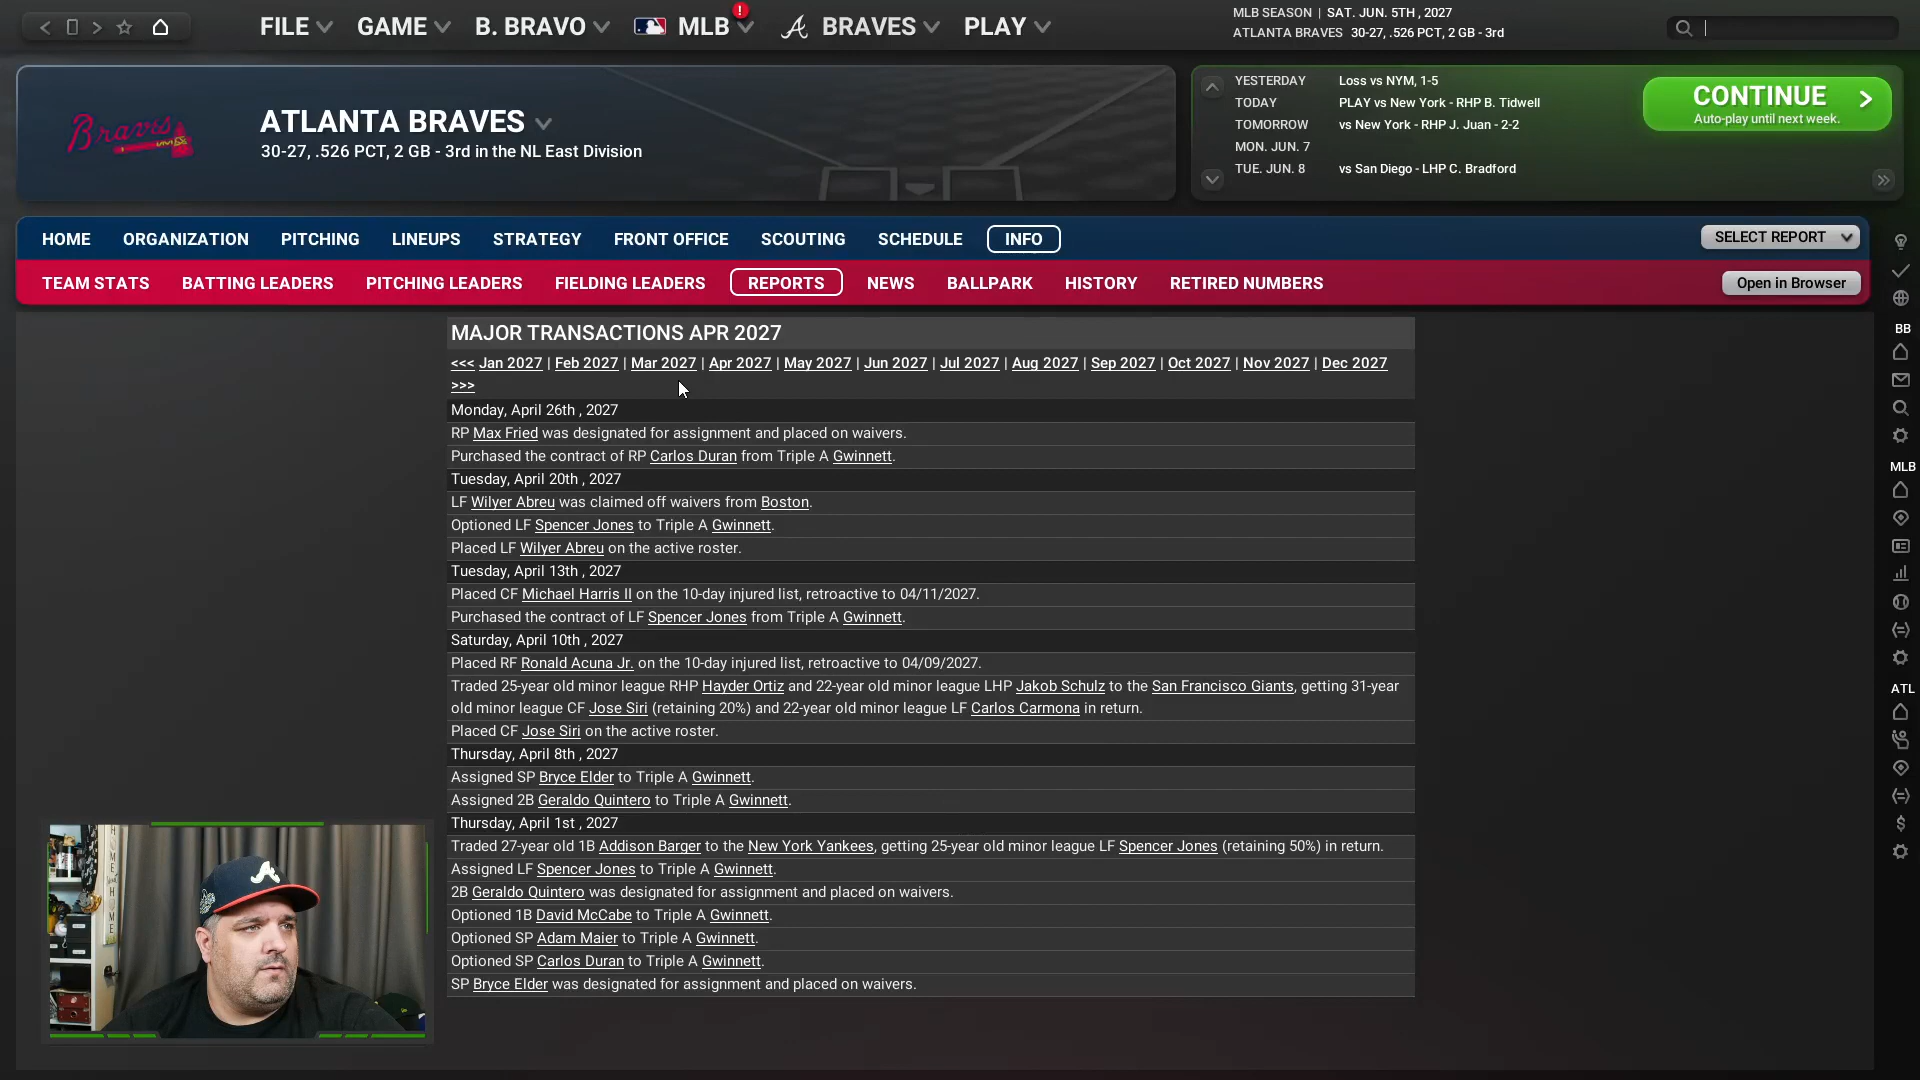 FILE GAME B. BRAVO MLB ! BRAVES PLAY
MLB SEASON | SAT. JUN. 5TH , 2027
ATLANTA BRAVES 30-27, .526 PCT, 2 GB - 3rd
Braves
ATLANTA BRAVES
30-27, .526 PCT, 2 GB - 3rd in the NL East Division
YESTERDAY Loss vs NYM, 1-5
TODAY PLAY vs New York - RHP B. Tidwell
TOMORROW vs New York - RHP J. Juan - 2-2
MON. JUN. 7
TUE. JUN. 8 vs San Diego - LHP C. Bradford
CONTINUE
Auto-play until next week.
HOME ORGANIZATION PITCHING LINEUPS STRATEGY FRONT OFFICE SCOUTING SCHEDULE INFO SELECT REPORT
TEAM STATS BATTING LEADERS PITCHING LEADERS FIELDING LEADERS REPORTS NEWS BALLPARK HISTORY RETIRED NUMBERS Open in Browser
MAJOR TRANSACTIONS APR 2027
<<< Jan 2027 | Feb 2027 | Mar 2027 | Apr 2027 | May 2027 | Jun 2027 | Jul 2027 | Aug 2027 | Sep 2027 | Oct 2027 | Nov 2027 | Dec 2027
>>>
Monday, April 26th , 2027
RP Max Fried was designated for assignment and placed on waivers.
Purchased the contract of RP Carlos Duran from Triple A Gwinnett.
Tuesday, April 20th , 2027
LF Wilyer Abreu was claimed off waivers from Boston.
Optioned LF Spencer Jones to Triple A Gwinnett.
Placed LF Wilyer Abreu on the active roster.
Tuesday, April 13th , 2027
Placed CF Michael Harris II on the 10-day injured list, retroactive to 04/11/2027.
Purchased the contract of LF Spencer Jones from Triple A Gwinnett.
Saturday, April 10th , 2027
Placed RF Ronald Acuna Jr. on the 10-day injured list, retroactive to 04/09/2027.
Traded 25-year old minor league RHP Hayder Ortiz and 22-year old minor league LHP Jakob Schulz to the San Francisco Giants, getting 31-year
old minor league CF Jose Siri (retaining 20%) and 22-year old minor league LF Carlos Carmona in return.
Placed CF Jose Siri on the active roster.
Thursday, April 8th , 2027
Assigned SP Bryce Elder to Triple A Gwinnett.
Assigned 2B Geraldo Quintero to Triple A Gwinnett.
Thursday, April 1st , 2027
Traded 27-year old 1B Addison Barger to the New York Yankees, getting 25-year old minor league LF Spencer Jones (retaining 50%) in return.
Assigned LF Spencer Jones to Triple A Gwinnett.
2B Geraldo Quintero was designated for assignment and placed on waivers.
Optioned 1B David McCabe to Triple A Gwinnett.
Optioned SP Adam Maier to Triple A Gwinnett.
Optioned SP Carlos Duran to Triple A Gwinnett.
SP Bryce Elder was designated for assignment and placed on waivers.
BB
MLB
ATL
HOME